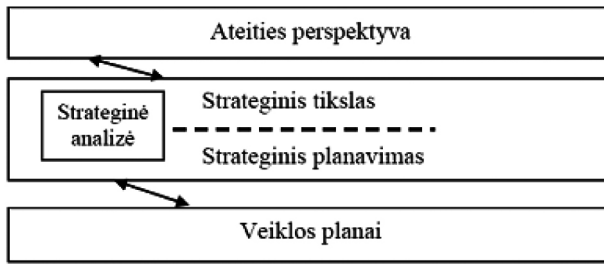 Ateities perspektyva
Strateginė
analizė
Strateginis tikslas
Strateginis planavimas
Veiklos planai